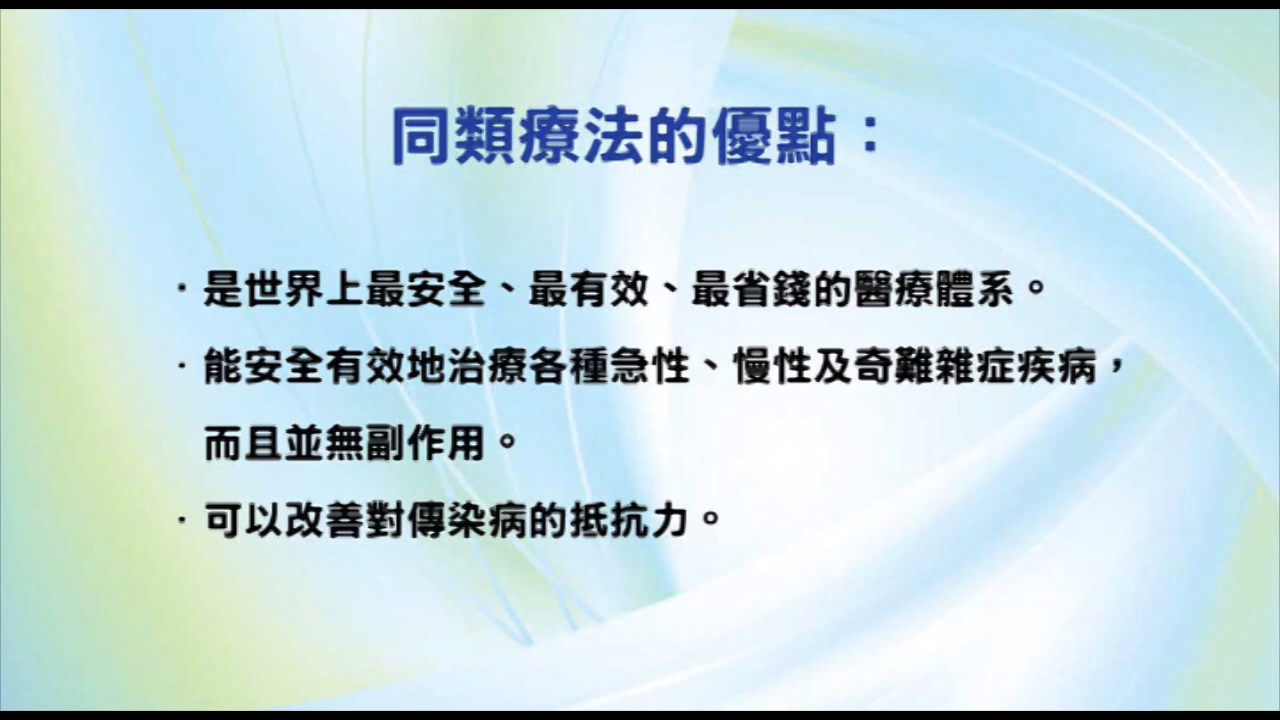 同類療法的優點：
·是世界上最安全、最有效、最省錢的醫療體系。
·能安全有效地治療各種急性、慢性及奇難雜症疾病，
而且並無副作用。
·可以改善對傳染病的抵抗力。